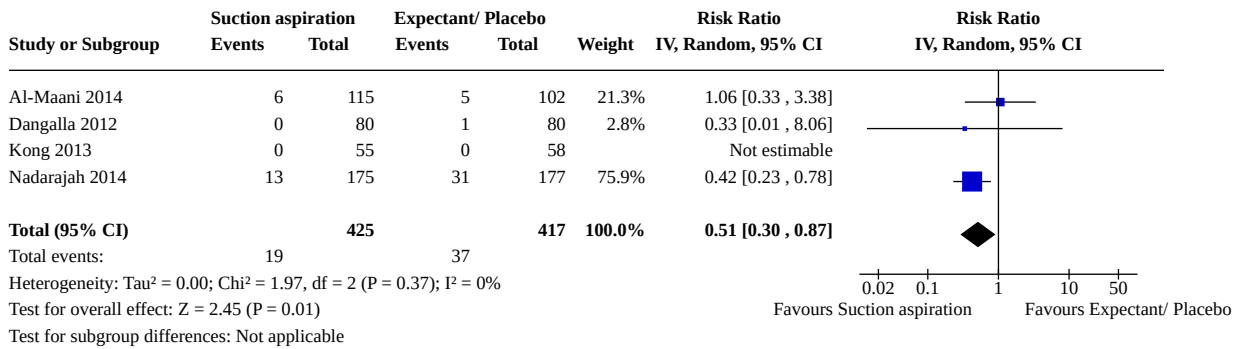 Suction aspiration Expectant/ Placebo Risk Ratio Risk Ratio
Study or Subgroup Events Total Events Total Weight IV, Random, 95% CI IV, Random, 95% CI
Al-Maani 2014 6 115 5 102 21.3% 1.06 [0.33 , 3.38]
Dangalla 2012 0 80 1 80 2.8% 0.33 [0.01 , 8.06]
Kong 2013 0 55 0 58 Not estimable
Nadarajah 2014 13 175 31 177 75.9% 0.42 [0.23 , 0.78]
Total (95% CI) 425 417 100.0% 0.51 [0.30 , 0.87]
Total events: 19 37
Heterogeneity: Tau² = 0.00; Chi² = 1.97, df = 2 (P = 0.37); I² = 0%
0.02 0.1 1 10 50
Test for overall effect: Z = 2.45 (P = 0.01) Favours Suction aspiration Favours Expectant/ Placebo
Test for subgroup differences: Not applicable